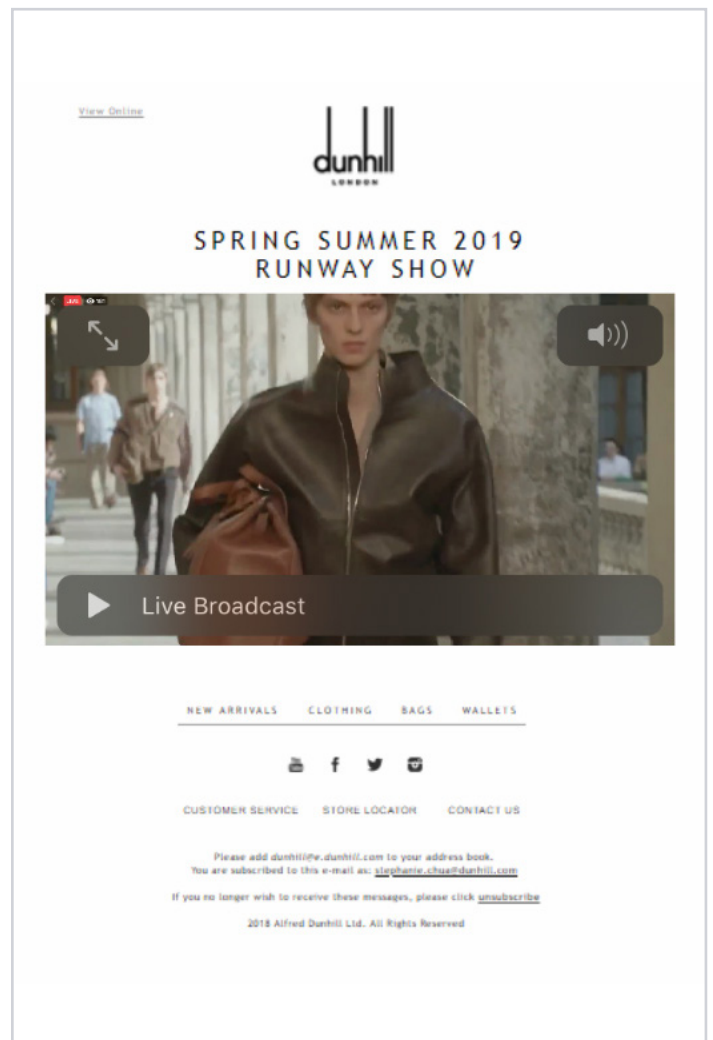 View Online
dunhill
LONDON
SPRING SUMMER 2019
RUNWAY SHOW
LIVE
Live Broadcast
NEW ARRIVALS CLOTHING BAGS WALLETS
CUSTOMER SERVICE STORE LOCATOR CONTACT US
Please add dunhill@e.dunhill.com to your address book.
You are subscribed to this e-mail as: stephanie.chua@dunhill.com
If you no longer wish to receive these messages, please click unsubscribe
2018 Alfred Dunhill Ltd. All Rights Reserved